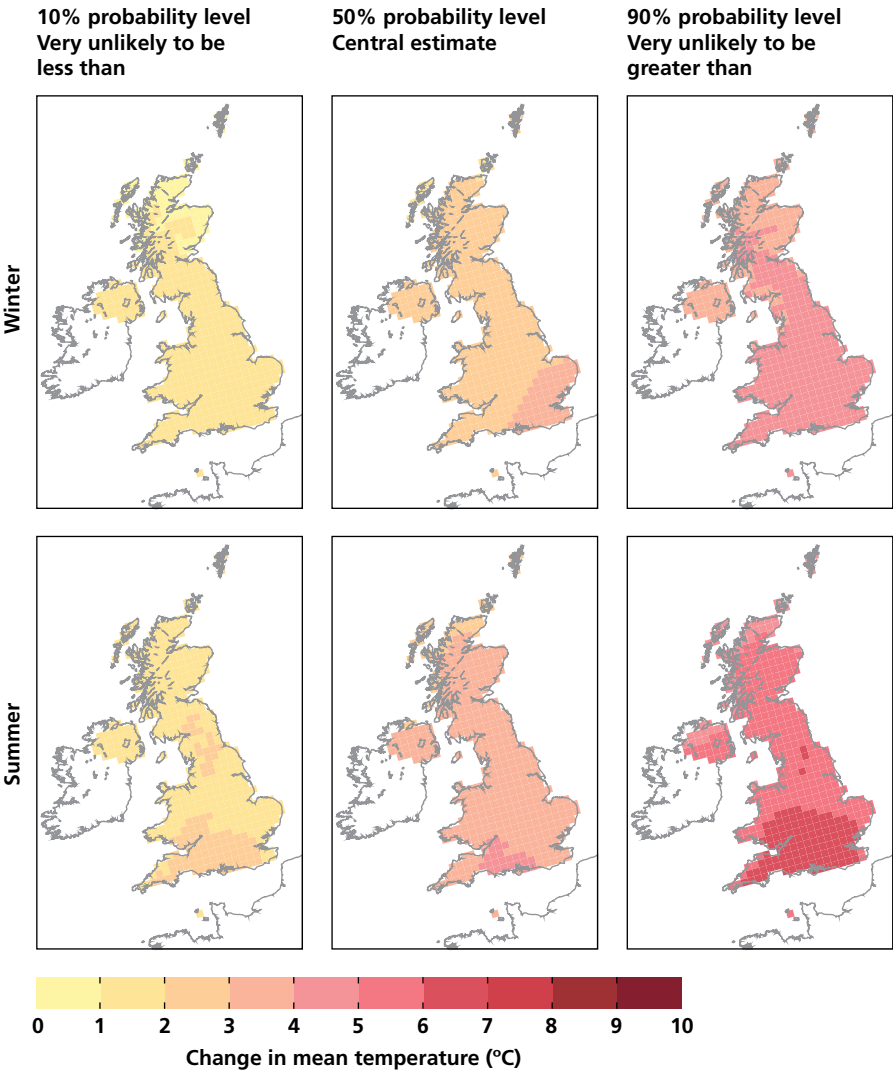 10% probability level
Very unlikely to be
less than
50% probability level
Central estimate
90% probability level
Very unlikely to be
greater than
Winter
Summer
0 1 2 3 4 5 6 7 8 9 10
Change in mean temperature (ºC)